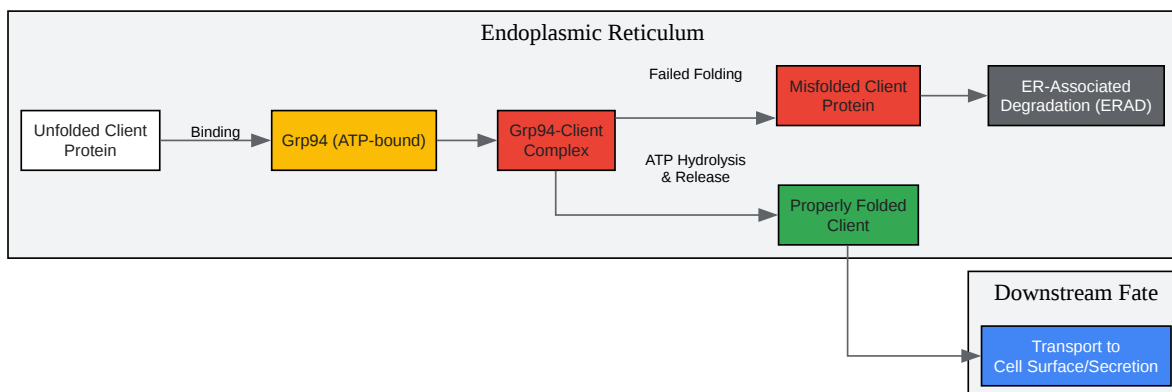 Endoplasmic Reticulum
Failed Folding
Misfolded Client
Protein
ER-Associated
Degradation (ERAD)
Unfolded Client
Protein
Binding
Grp94 (ATP-bound)
Grp94-Client
Complex
ATP Hydrolysis
& Release
Properly Folded
Client
Downstream Fate
Transport to
Cell Surface/Secretion